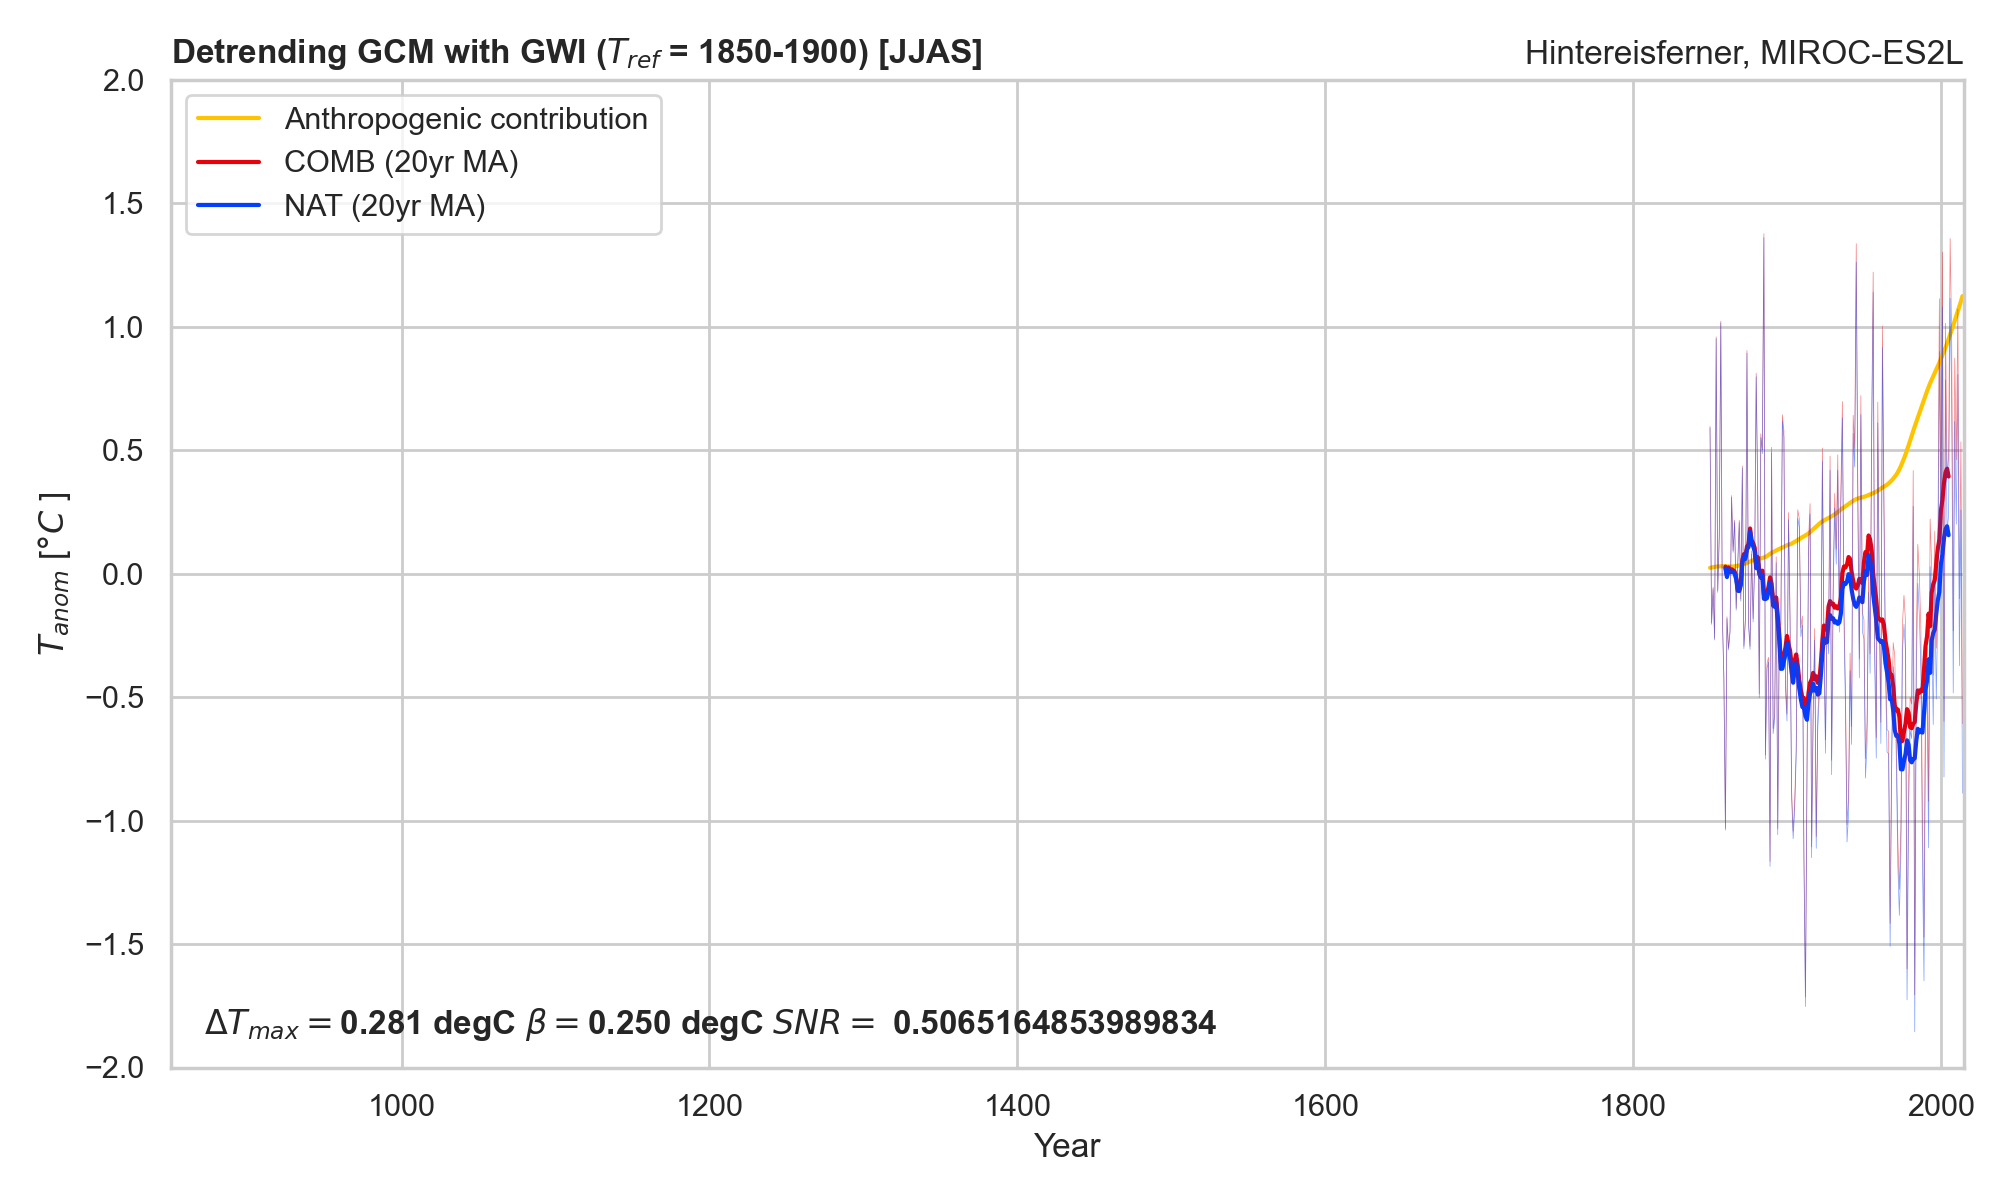 Detrending GCM with GWI (T_ref = 1850-1900) [JJAS]
Hintereisferner, MIROC-ES2L
2.0
1.5
1.0
0.5
0.0
−0.5
−1.0
−1.5
−2.0
T_anom [°C ]
Anthropogenic contribution
COMB (20yr MA)
NAT (20yr MA)
ΔT_max = 0.281 degC β = 0.250 degC SNR = 0.5065164853989834
1000 1200 1400 1600 1800 2000
Year